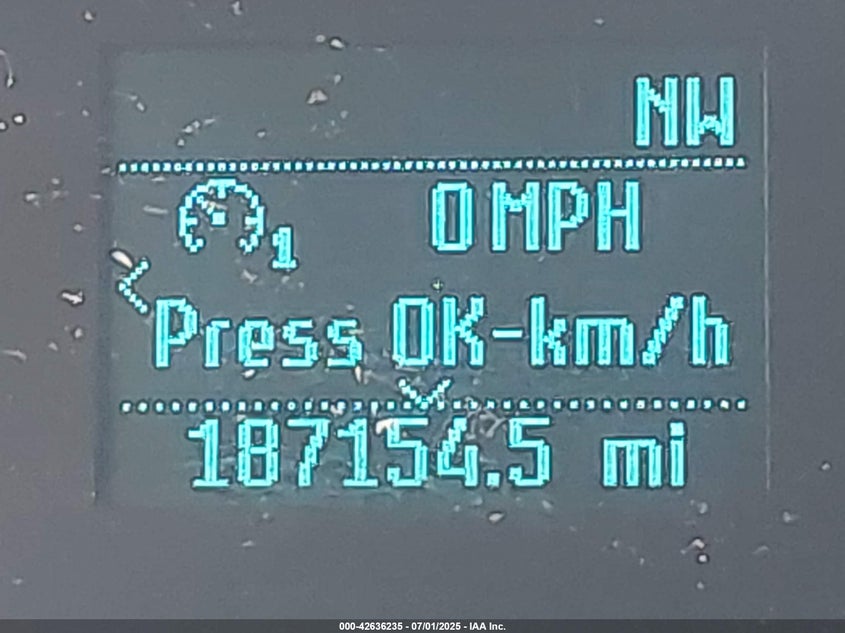 NW
1 0 MPH
Press OK-km/h
187154.5 mi
000-42636235 - 07/01/2025 - IAA Inc.